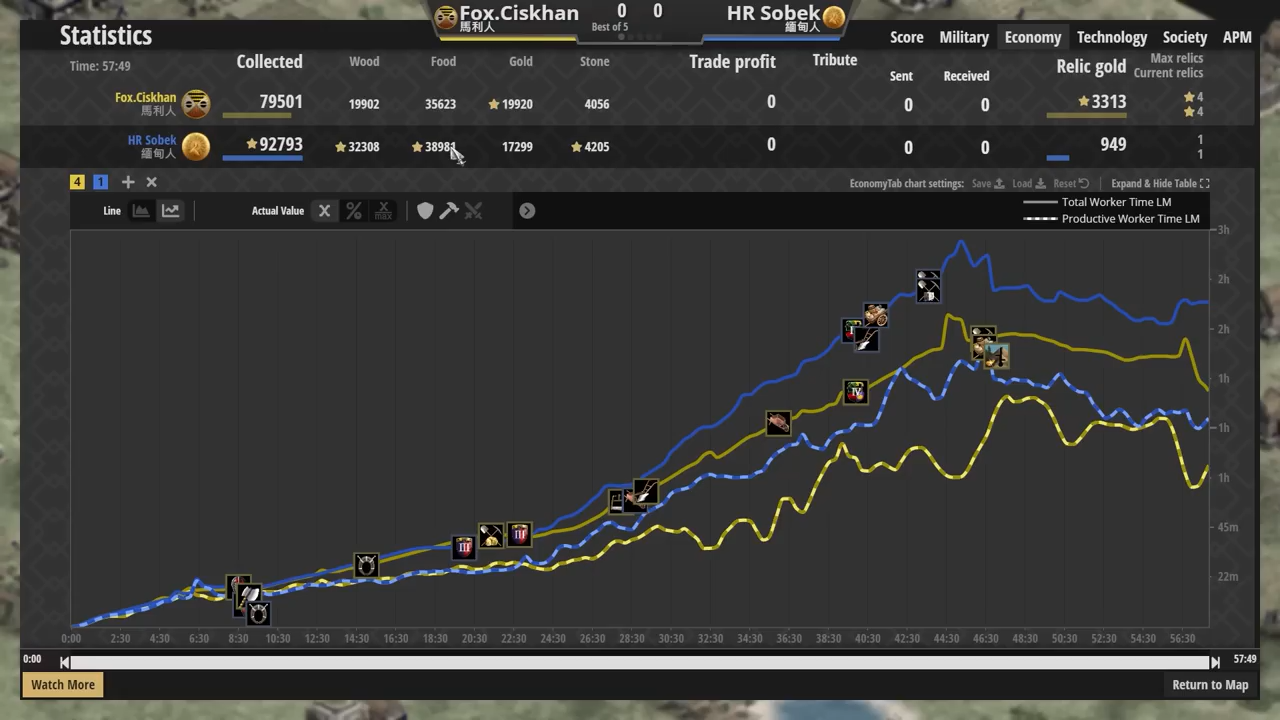 Fox.Ciskhan 0 0 HR Sobek
馬利人 Best of 5 緬甸人
Statistics
Score Military Economy Technology Society APM
Time: 57:49
Collected Wood Food Gold Stone Trade profit Tribute Sent Received Relic gold Max relics
Current relics
Fox.Ciskhan 79501 19902 35623 19920 4056 0 0 0 3313 4
馬利人 4
HR Sobek 92793 32308 38981 17299 4205 0 0 0 949 1
緬甸人 1
4 1
EconomyTab chart settings: Save Load Reset Expand & Hide Table
Line Actual Value X % X/max
Total Worker Time LM
Productive Worker Time LM
3h
2h
2h
1h
1h
1h
45m
22m
III III IV
0:00 2:30 4:30 6:30 8:30 10:30 12:30 14:30 16:30 18:30 20:30 22:30 24:30 26:30 28:30 30:30 32:30 34:30 36:30 38:30 40:30 42:30 44:30 46:30 48:30 50:30 52:30 54:30 56:30
0:00 57:49
Watch More Return to Map